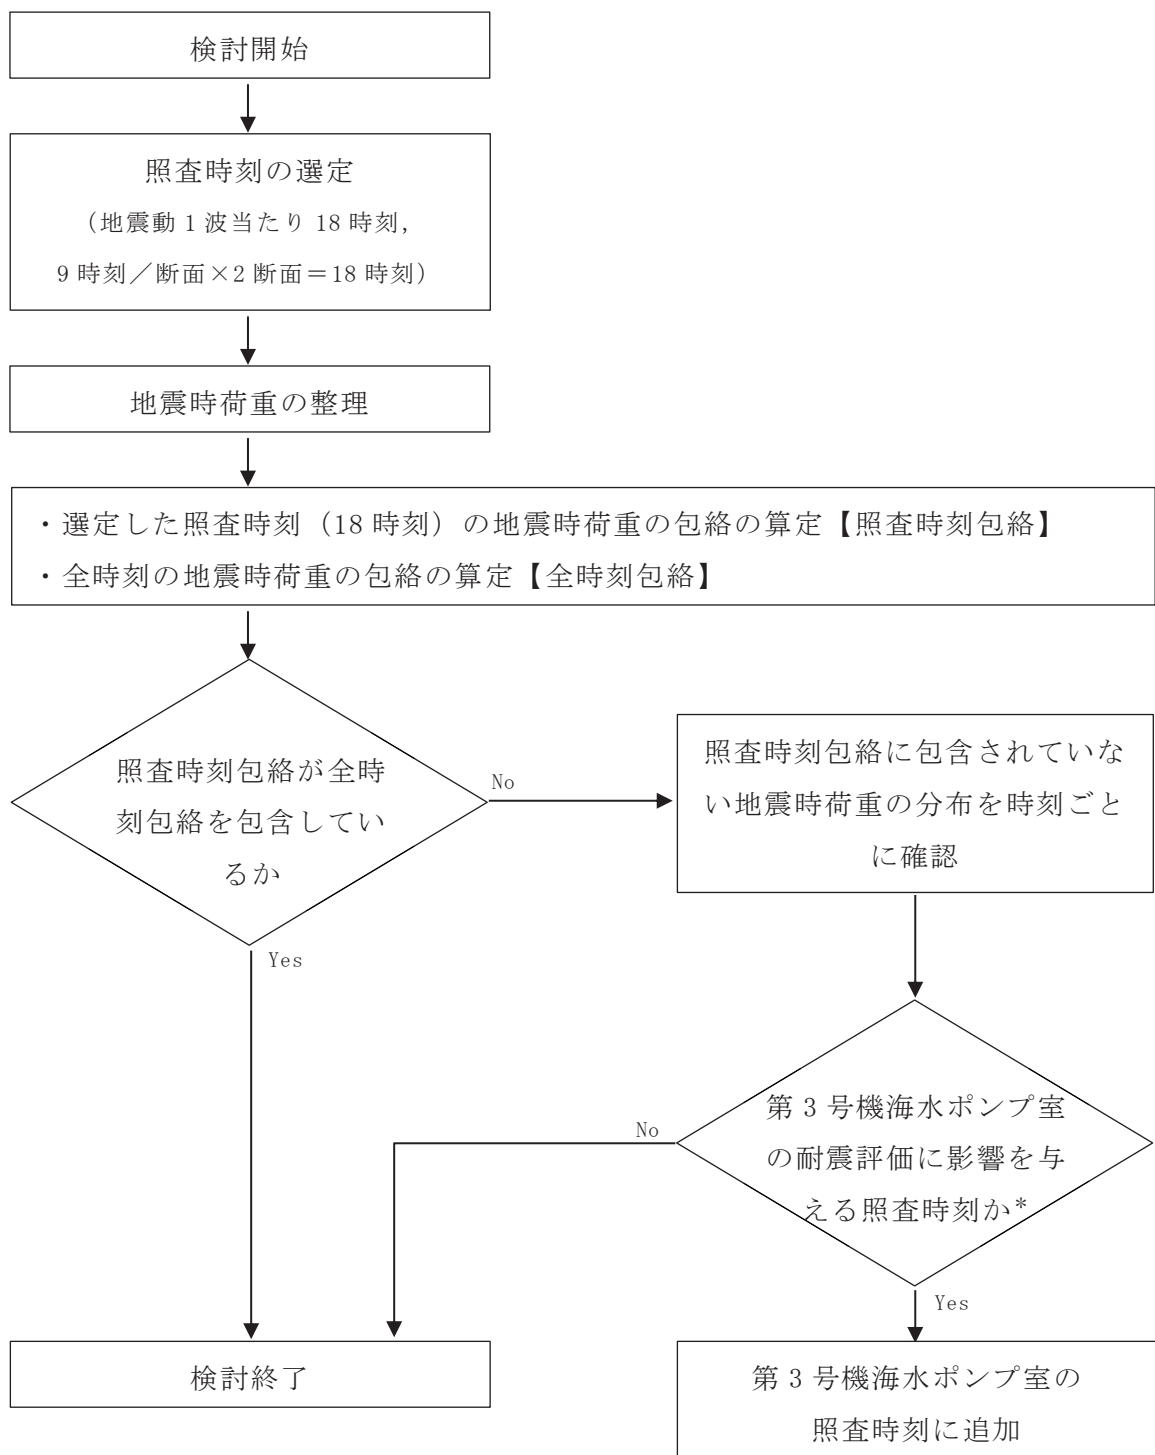 検討開始
照査時刻の選定
（地震動 1 波当たり 18 時刻，
9 時刻／断面×2 断面＝18 時刻）
地震時荷重の整理
・選定した照査時刻（18 時刻）の地震時荷重の包絡の算定【照査時刻包絡】
・全時刻の地震時荷重の包絡の算定【全時刻包絡】
照査時刻包絡が全時
刻包絡を包含してい
るか
No
照査時刻包絡に包含されていな
い地震時荷重の分布を時刻ごと
に確認
Yes
第 3 号機海水ポンプ室
の耐震評価に影響を与
える照査時刻か*
No
Yes
検討終了
第 3 号機海水ポンプ室の
照査時刻に追加